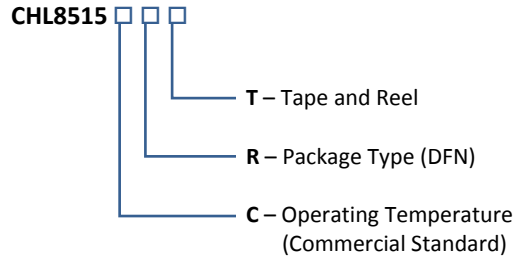 CHL8515 □ □ □
T – Tape and Reel
R – Package Type (DFN)
C – Operating Temperature
(Commercial Standard)